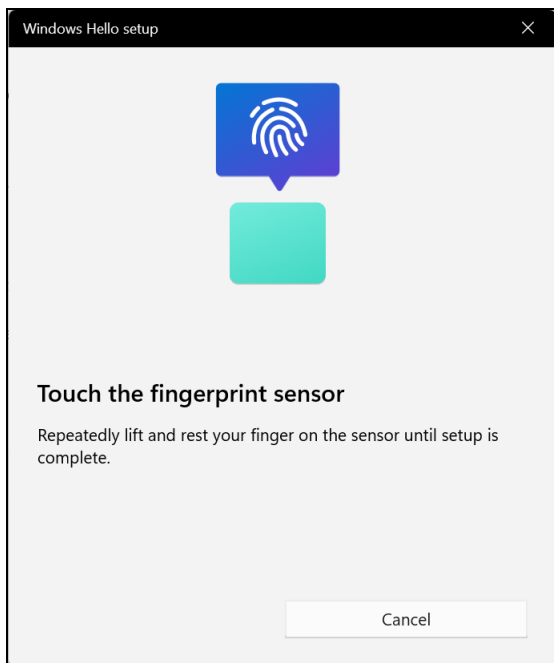 Windows Hello setup
Touch the fingerprint sensor
Repeatedly lift and rest your finger on the sensor until setup is
complete.
Cancel